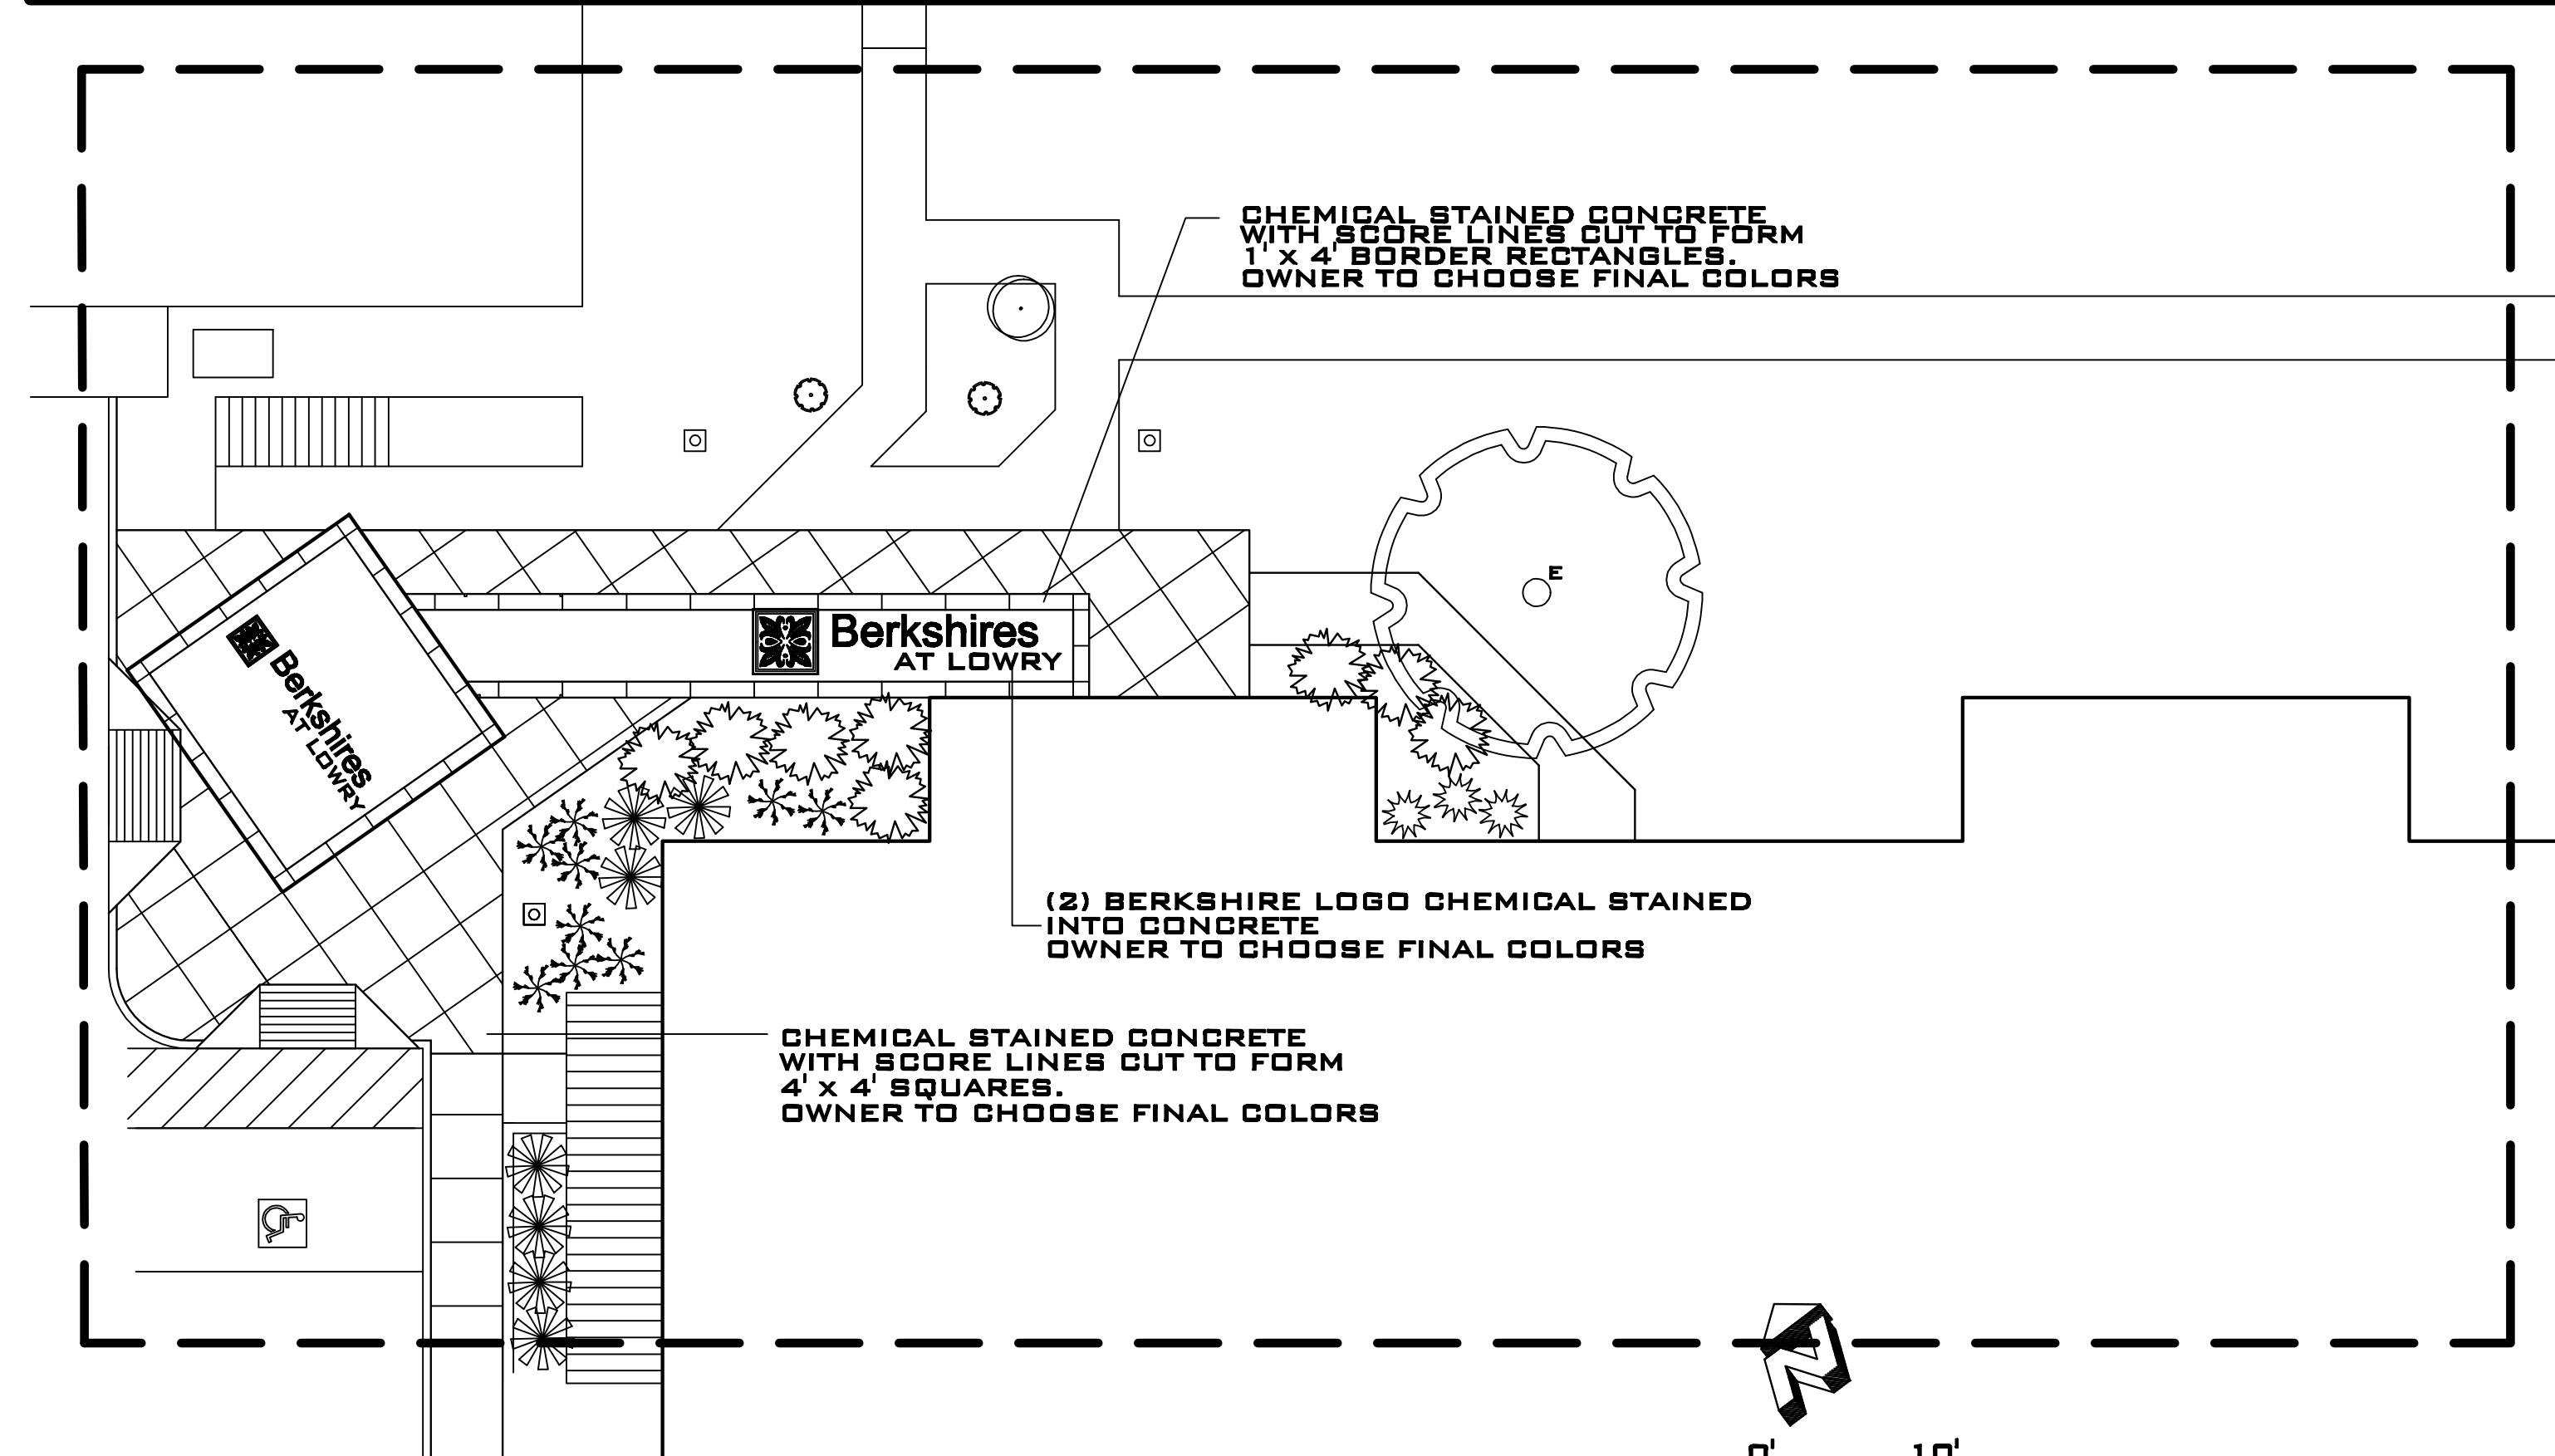 CHEMICAL STAINED CONCRETE
WITH SCORE LINES CUT TO FORM
1' x 4' BORDER RECTANGLES.
OWNER TO CHOOSE FINAL COLORS
E
Berkshires
AT LOWRY
Berkshires
AT LOWRY
(2) BERKSHIRE LOGO CHEMICAL STAINED
INTO CONCRETE
OWNER TO CHOOSE FINAL COLORS
CHEMICAL STAINED CONCRETE
WITH SCORE LINES CUT TO FORM
4' x 4' SQUARES.
OWNER TO CHOOSE FINAL COLORS
N
0' 10'